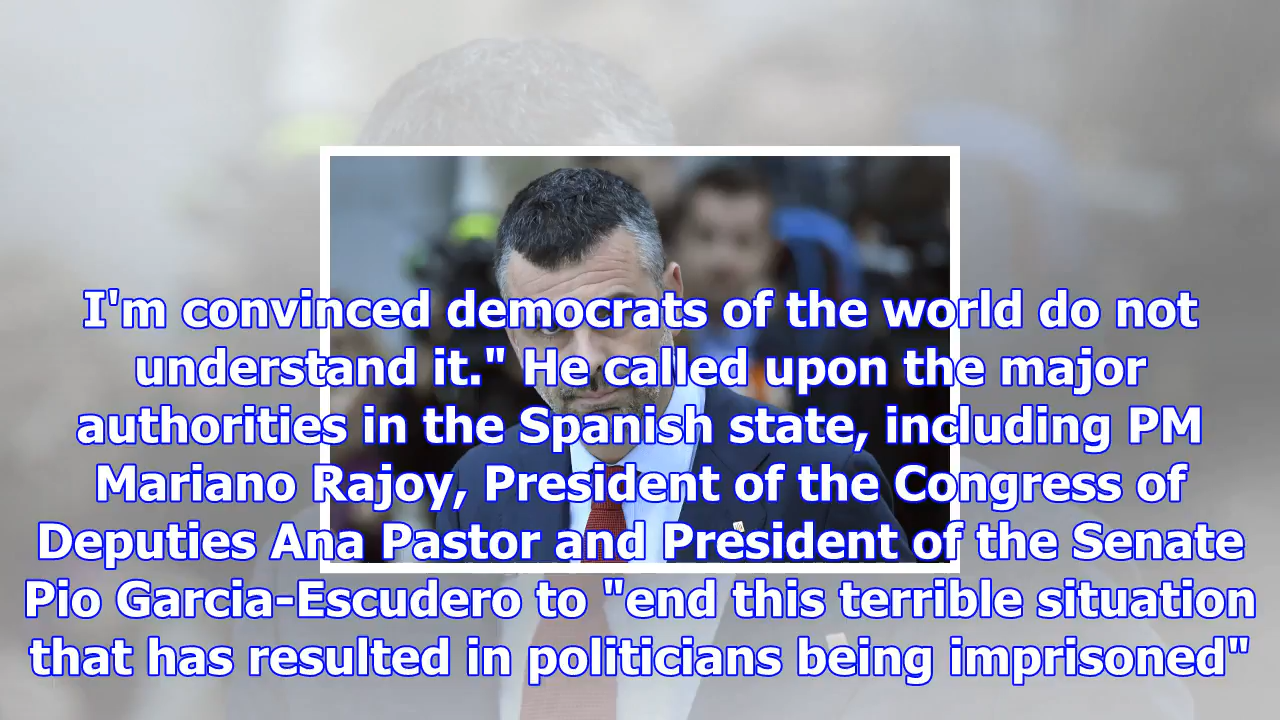 I'm convinced democrats of the world do not
understand it." He called upon the major
authorities in the Spanish state, including PM
Mariano Rajoy, President of the Congress of
Deputies Ana Pastor and President of the Senate
Pio Garcia-Escudero to "end this terrible situation
that has resulted in politicians being imprisoned"